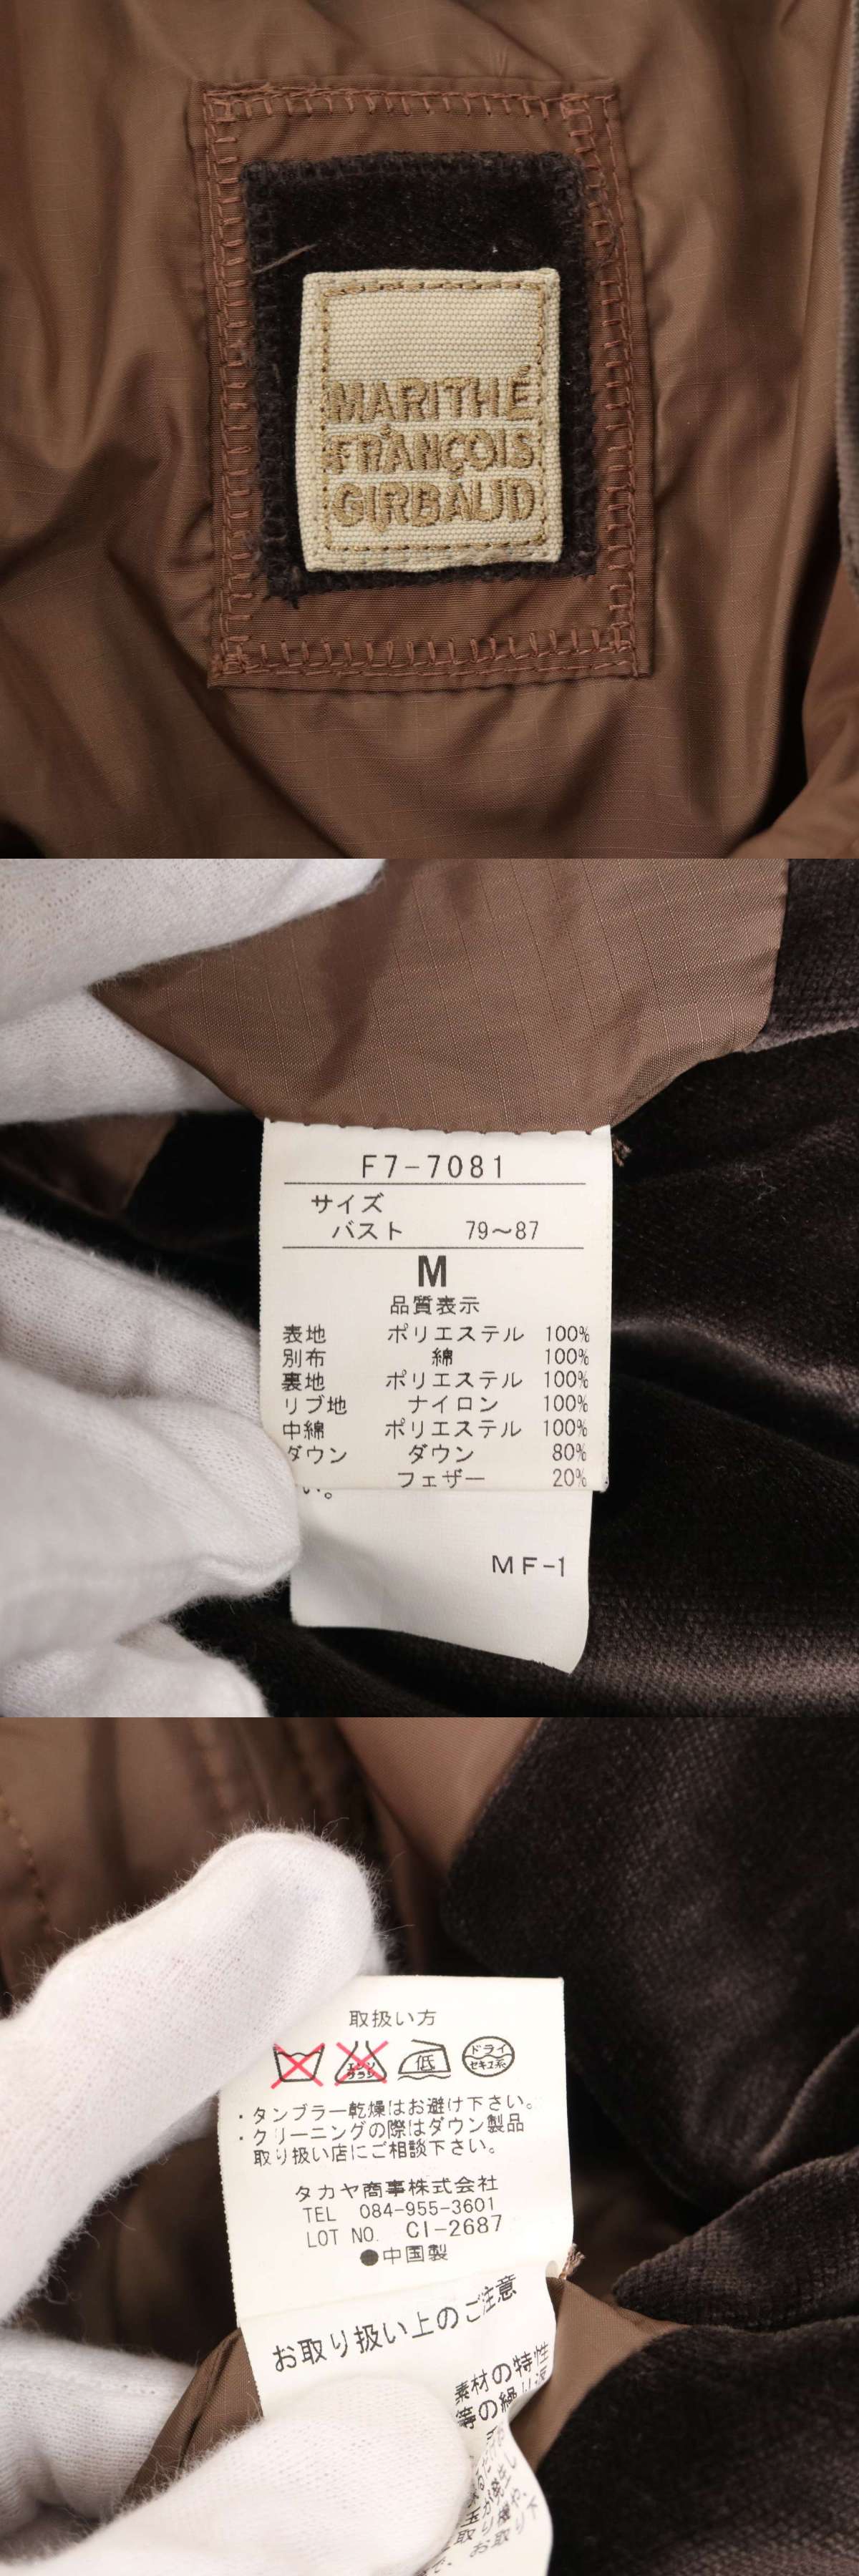 MARITHÉ
FRANÇOIS
GIRBAUD
F7-7081
サイズ
バスト 79～87
M
品質表示
表地 ポリエステル 100%
別布 綿 100%
裏地 ポリエステル 100%
リブ地 ナイロン 100%
中綿 ポリエステル 100%
ダウン ダウン 80%
フェザー 20%
い。
MF-1
取扱い方
低 ドライ
セキユ系
・タンブラー乾燥はお避け下さい。
・クリーニングの際はダウン製品
取り扱い店にご相談下さい。
タカヤ商事株式会社
TEL 084-955-3601
LOT NO. CI-2687
●中国製
お取り扱い上のご注意
素材の特性
等の繰り返